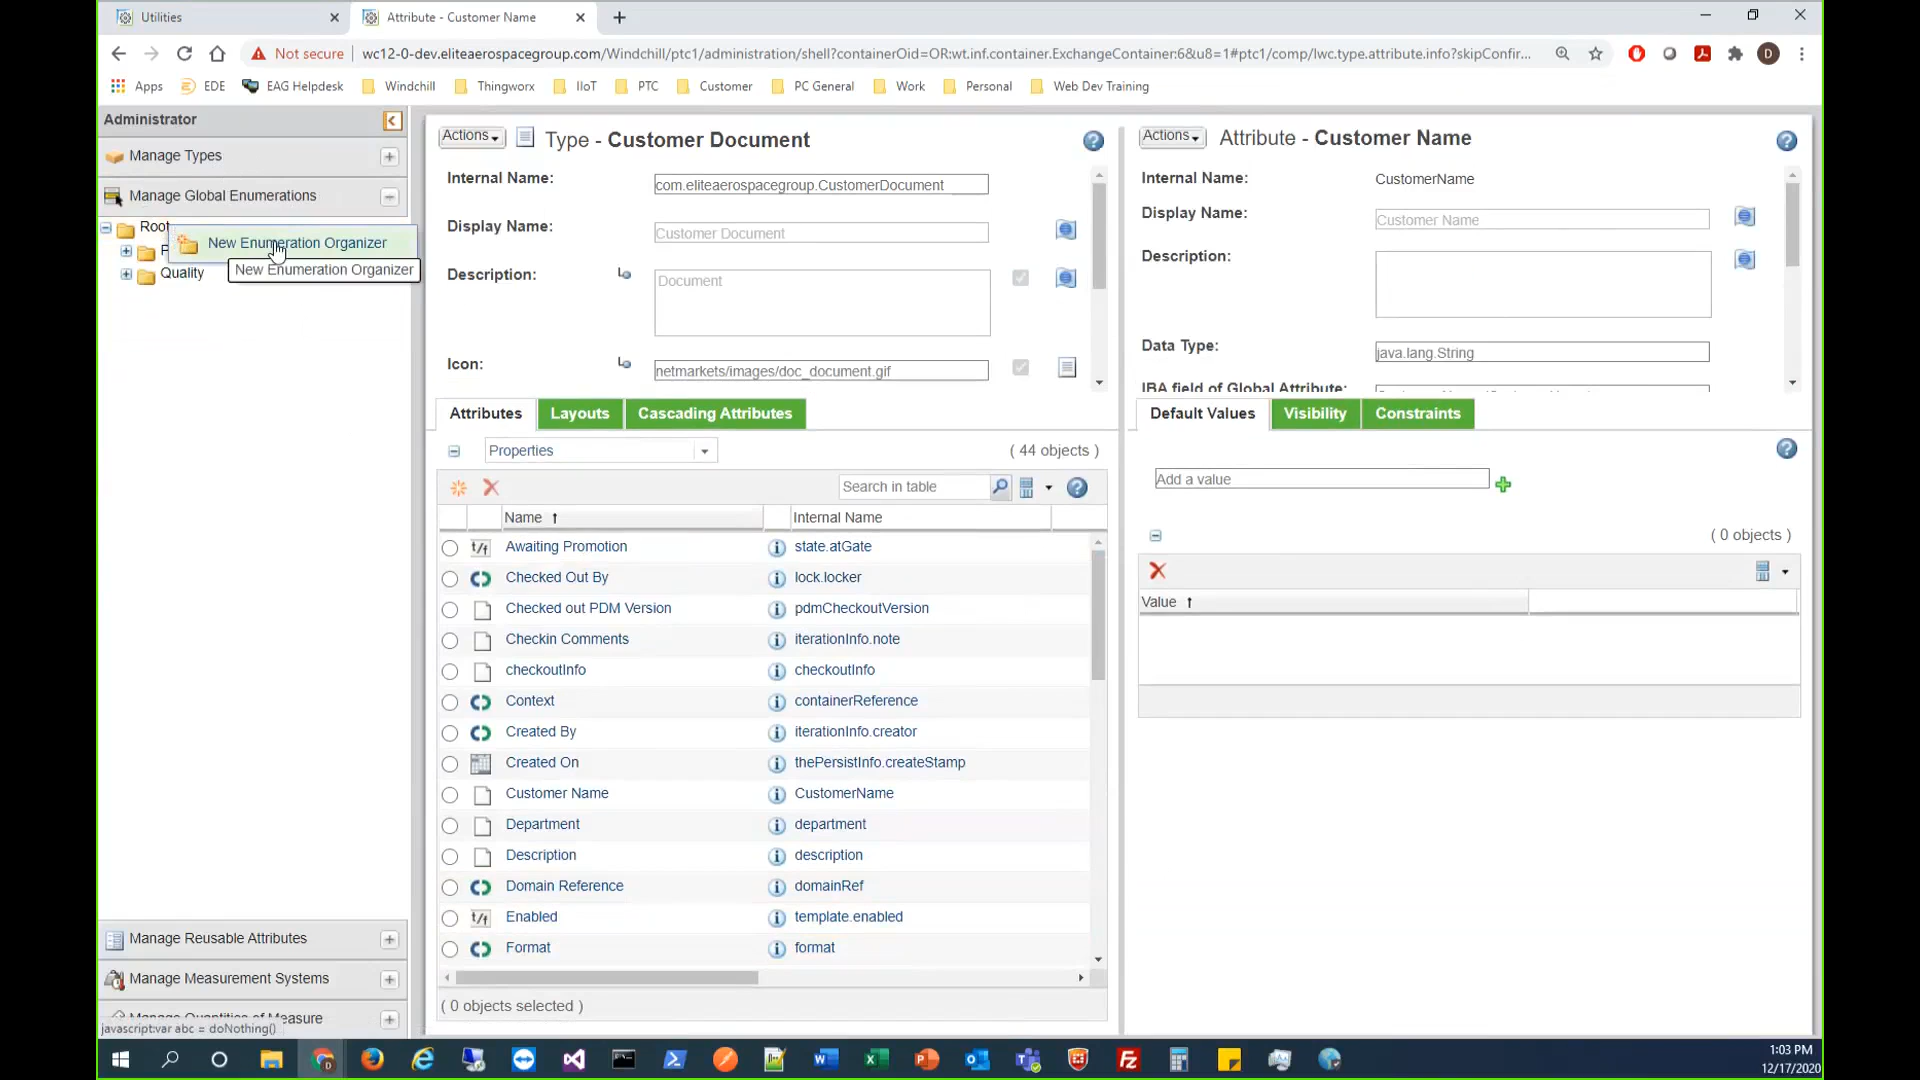 Utilities
Attribute - Customer Name
Not secure
wc12-0-dev.eliteaerospacegroup.com/Windchill/ptc1/administration/shell?containerOid=OR:wt.inf.container.ExchangeContainer:6&u8=1#ptc1/comp/lwc.type.attribute.info?skipConfir...
D
Apps
EDE
EAG Helpdesk
Windchill
Thingworx
IIoT
PTC
Customer
PC General
Work
Personal
Web Dev Training
Administrator
Manage Types
Manage Global Enumerations
Root
New Enumeration Organizer
New Enumeration Organizer
Quality
Manage Reusable Attributes
Manage Measurement Systems
Manage Quantities of Measure
javascript:var abc = doNothing()
Actions
Type - Customer Document
Internal Name:
com.eliteaerospacegroup.CustomerDocument
Display Name:
Customer Document
Description:
Document
Icon:
netmarkets/images/doc_document.gif
Attributes
Layouts
Cascading Attributes
Properties
( 44 objects )
Search in table
Name
Internal Name
t/f Awaiting Promotion state.atGate
Checked Out By lock.locker
Checked out PDM Version pdmCheckoutVersion
Checkin Comments iterationInfo.note
checkoutInfo checkoutInfo
Context containerReference
Created By iterationInfo.creator
Created On thePersistInfo.createStamp
Customer Name CustomerName
Department department
Description description
Domain Reference domainRef
t/f Enabled template.enabled
Format format
( 0 objects selected )
Actions
Attribute - Customer Name
Internal Name:
CustomerName
Display Name:
Customer Name
Description:
Data Type:
java.lang.String
IBA field of Global Attribute:
Default Values
Visibility
Constraints
Add a value
( 0 objects )
Value
1:03 PM
12/17/2020